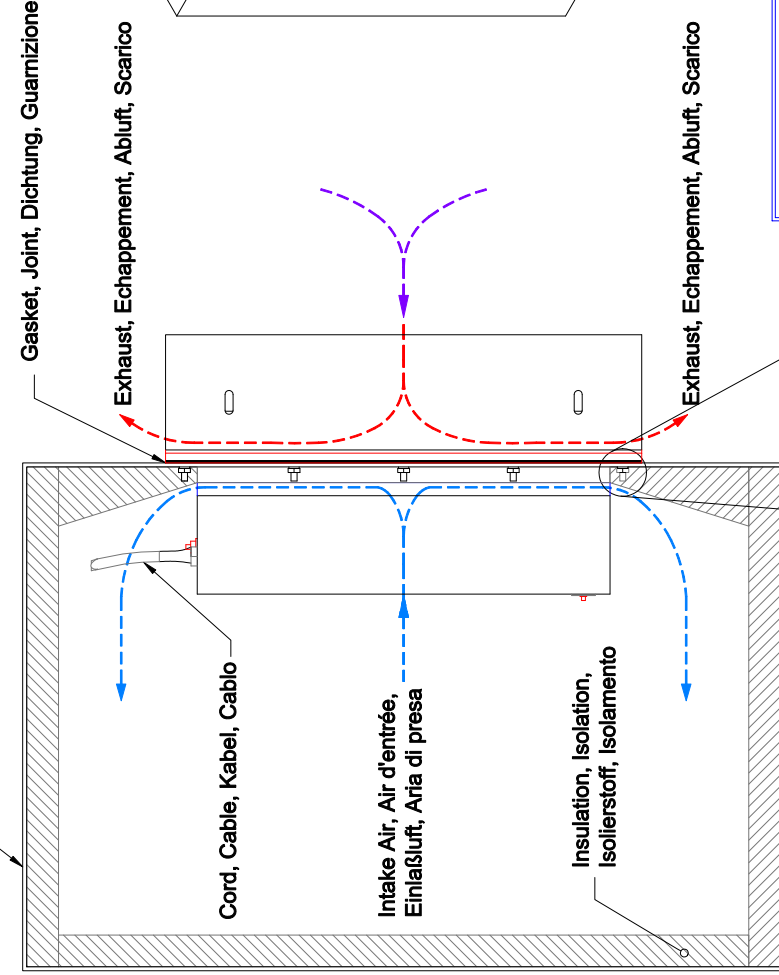 Gasket, Joint, Dichtung, Guarnizione
Exhaust, Echappement, Abluft, Scarico
Cord, Cable, Kabel, Cablo
Intake Air, Air d'entrée,
Einlaßluft, Aria di presa
Insulation, Isolation,
Isolierstoff, Isolamento
Exhaust, Echappement, Abluft, Scarico